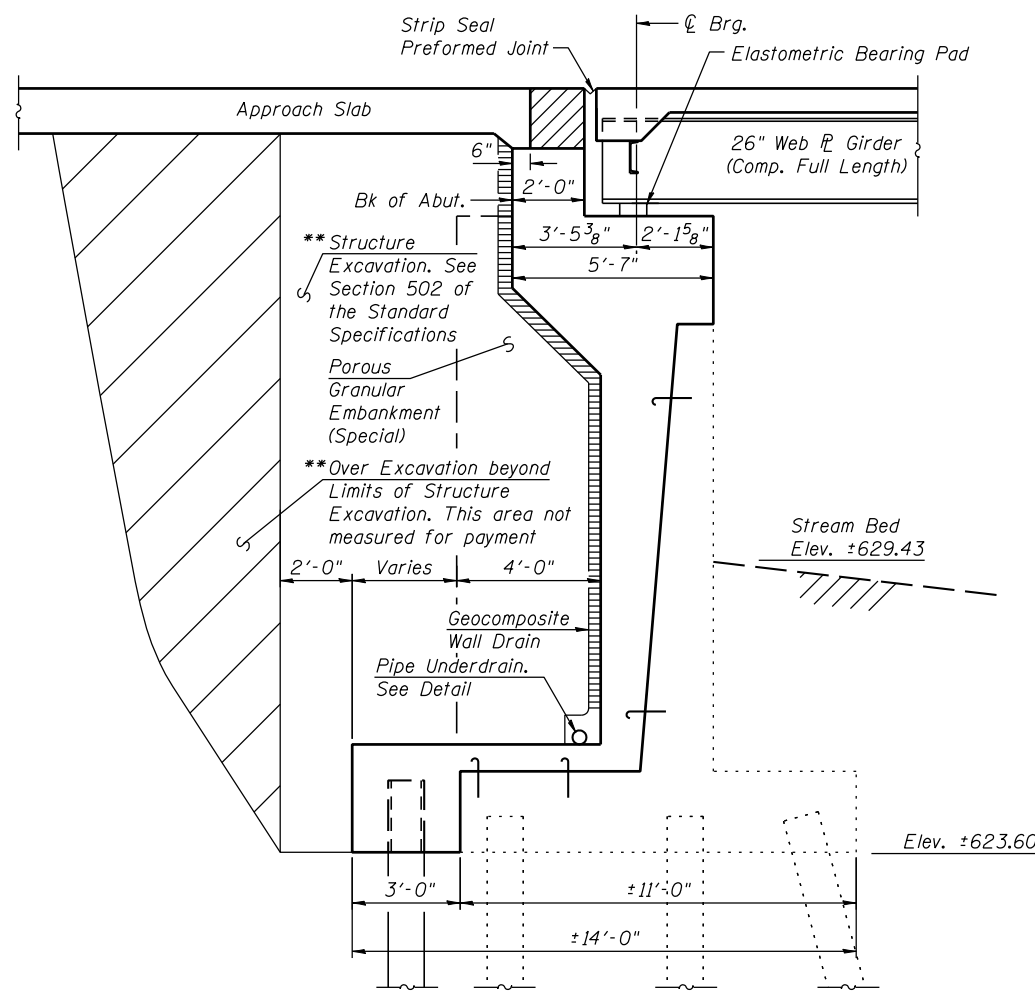 Strip Seal
Preformed Joint
℄ Brg.
Elastometric Bearing Pad
Approach Slab
26" Web ⅊ Girder
(Comp. Full Length)
6"
2'-0"
Bk of Abut.
3'-5 3/8"
2'-1 5/8"
5'-7"
** Structure
Excavation. See
Section 502 of
the Standard
Specifications
Porous
Granular
Embankment
(Special)
** Over Excavation beyond
Limits of Structure
Excavation. This area not
measured for payment
Stream Bed
Elev. ±629.43
2'-0"
Varies
4'-0"
Geocomposite
Wall Drain
Pipe Underdrain.
See Detail
Elev. ±623.60
3'-0"
±11'-0"
±14'-0"